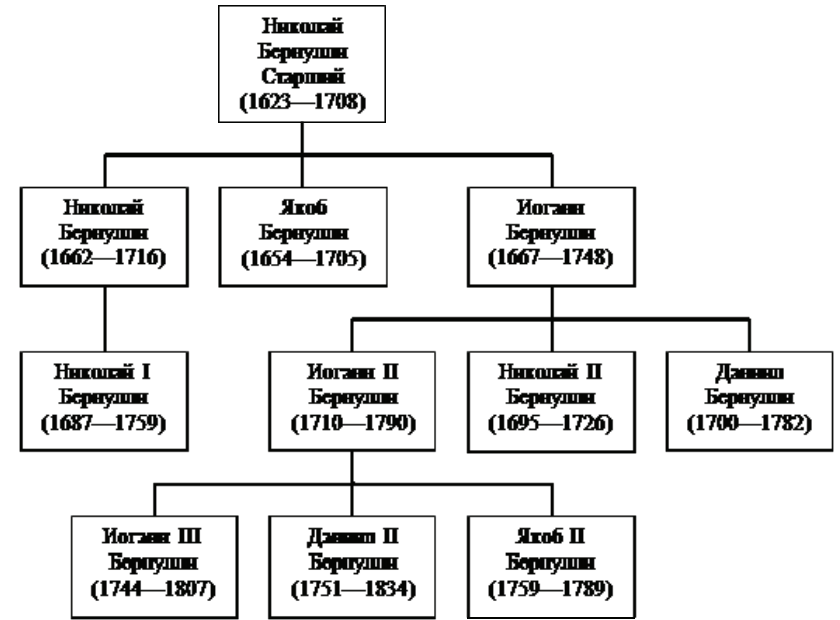 Николай
Бернулли
Старший
(1623—1708)
Николай
Бернулли
(1662—1716)
Якоб
Бернулли
(1654—1705)
Иоганн
Бернулли
(1667—1748)
Николай I
Бернулли
(1687—1759)
Иоганн II
Бернулли
(1710—1790)
Николай II
Бернулли
(1695—1726)
Даниил
Бернулли
(1700—1782)
Иоганн III
Бернулли
(1744—1807)
Даниил II
Бернулли
(1751—1834)
Якоб II
Бернулли
(1759—1789)